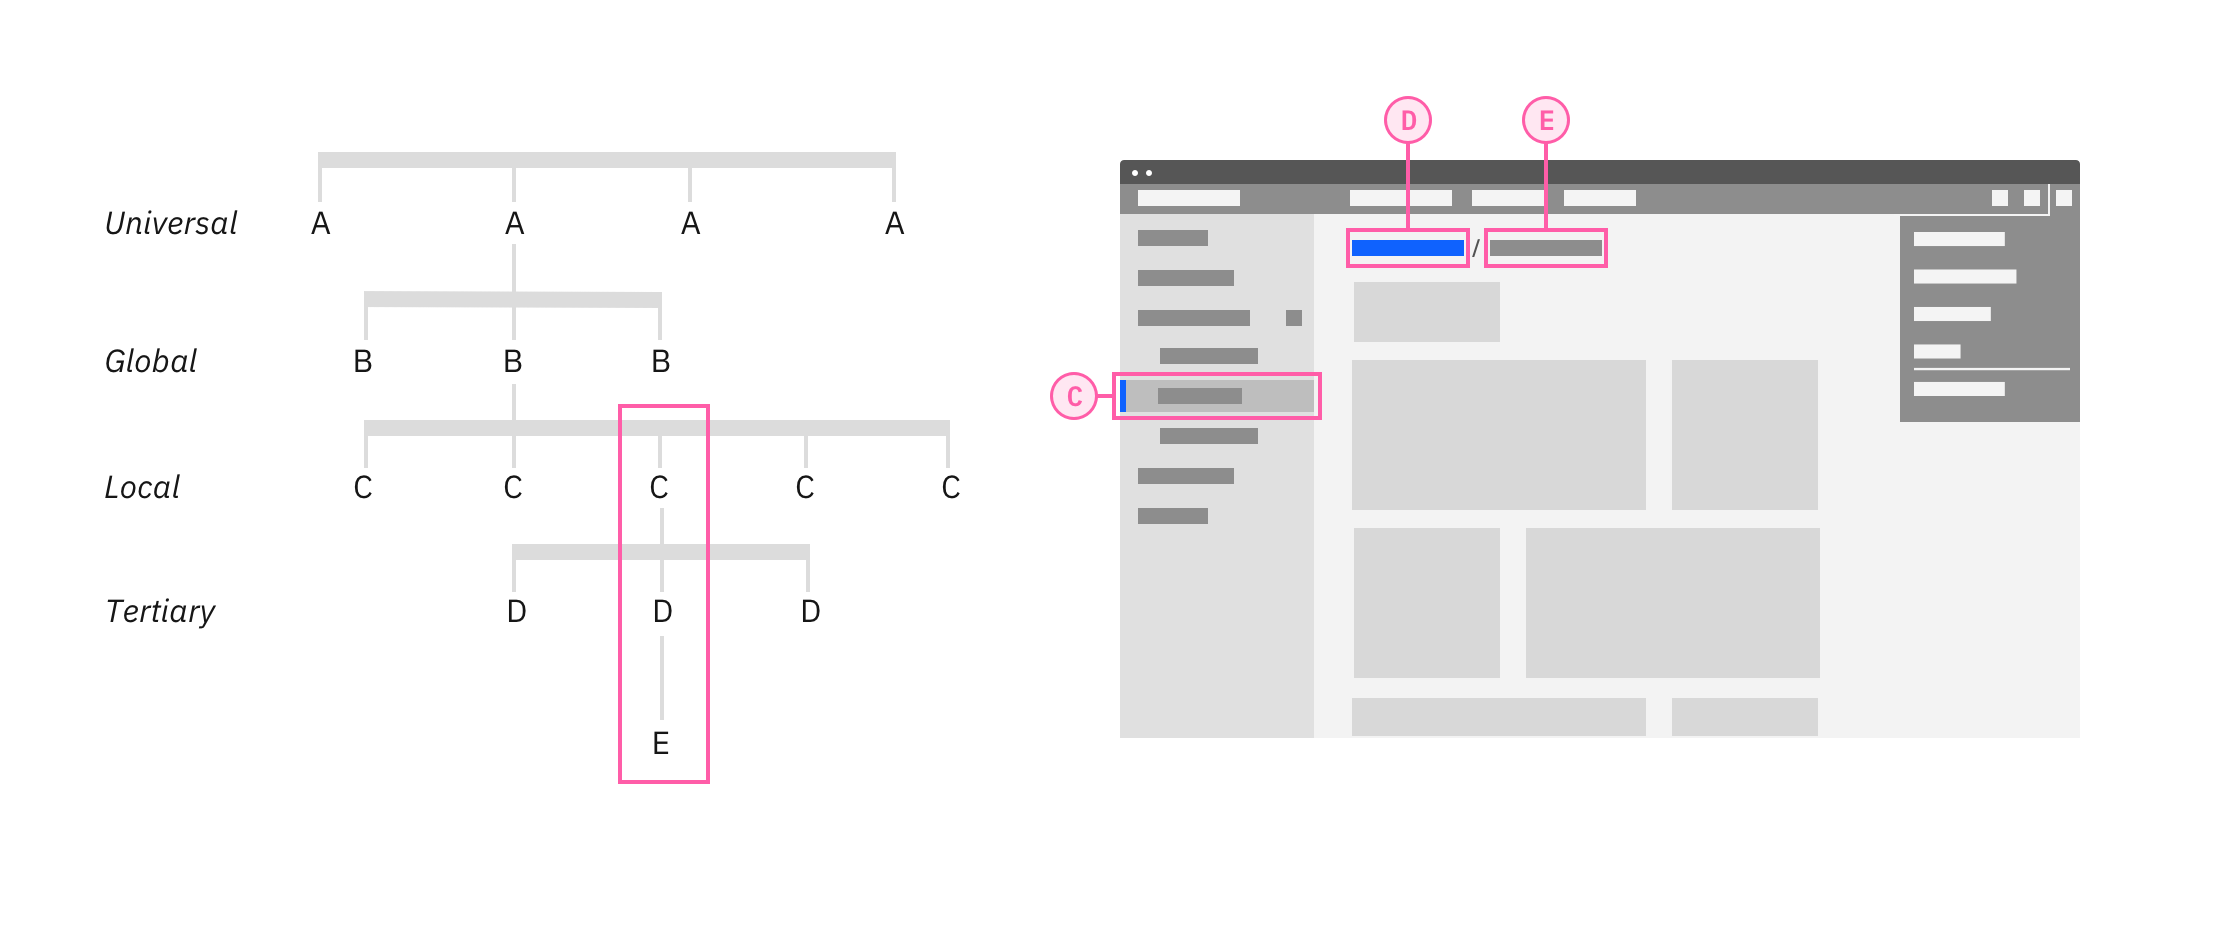 Universal A A A A
Global B B B
Local C C C C C
Tertiary D D D
E
D E
/
C